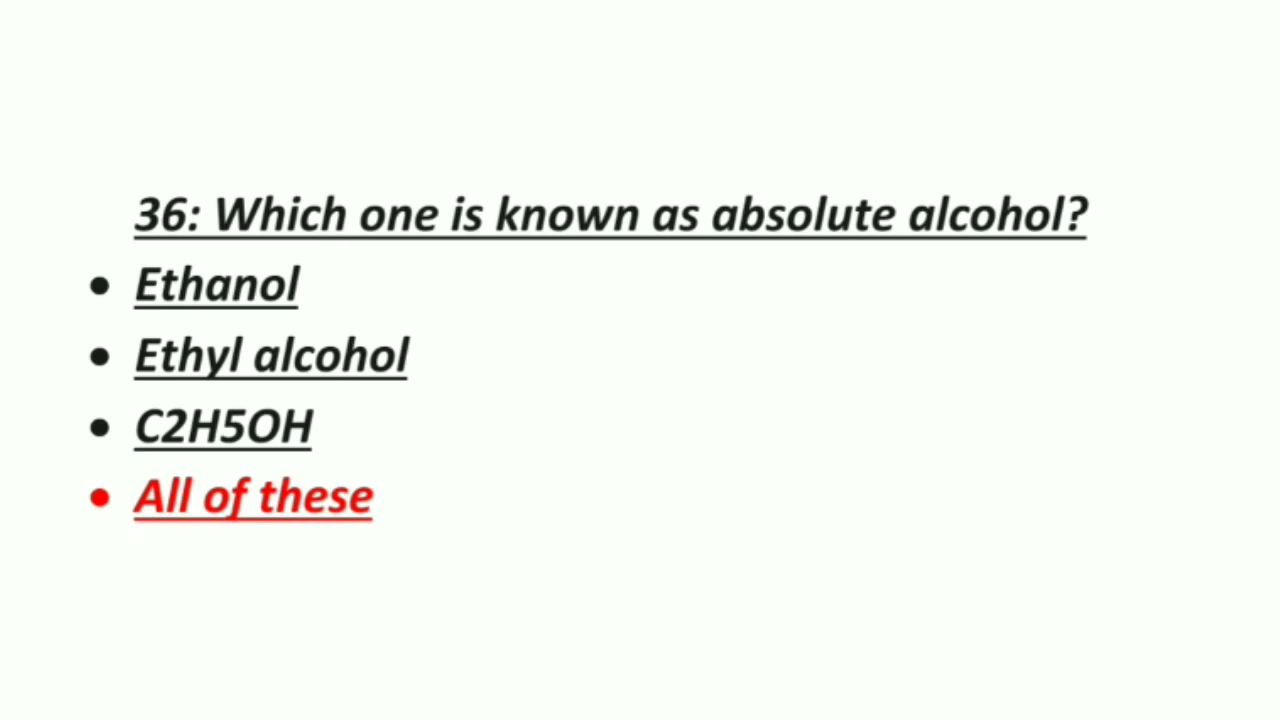 36: Which one is known as absolute alcohol?
• Ethanol
• Ethyl alcohol
• C2H5OH
• All of these